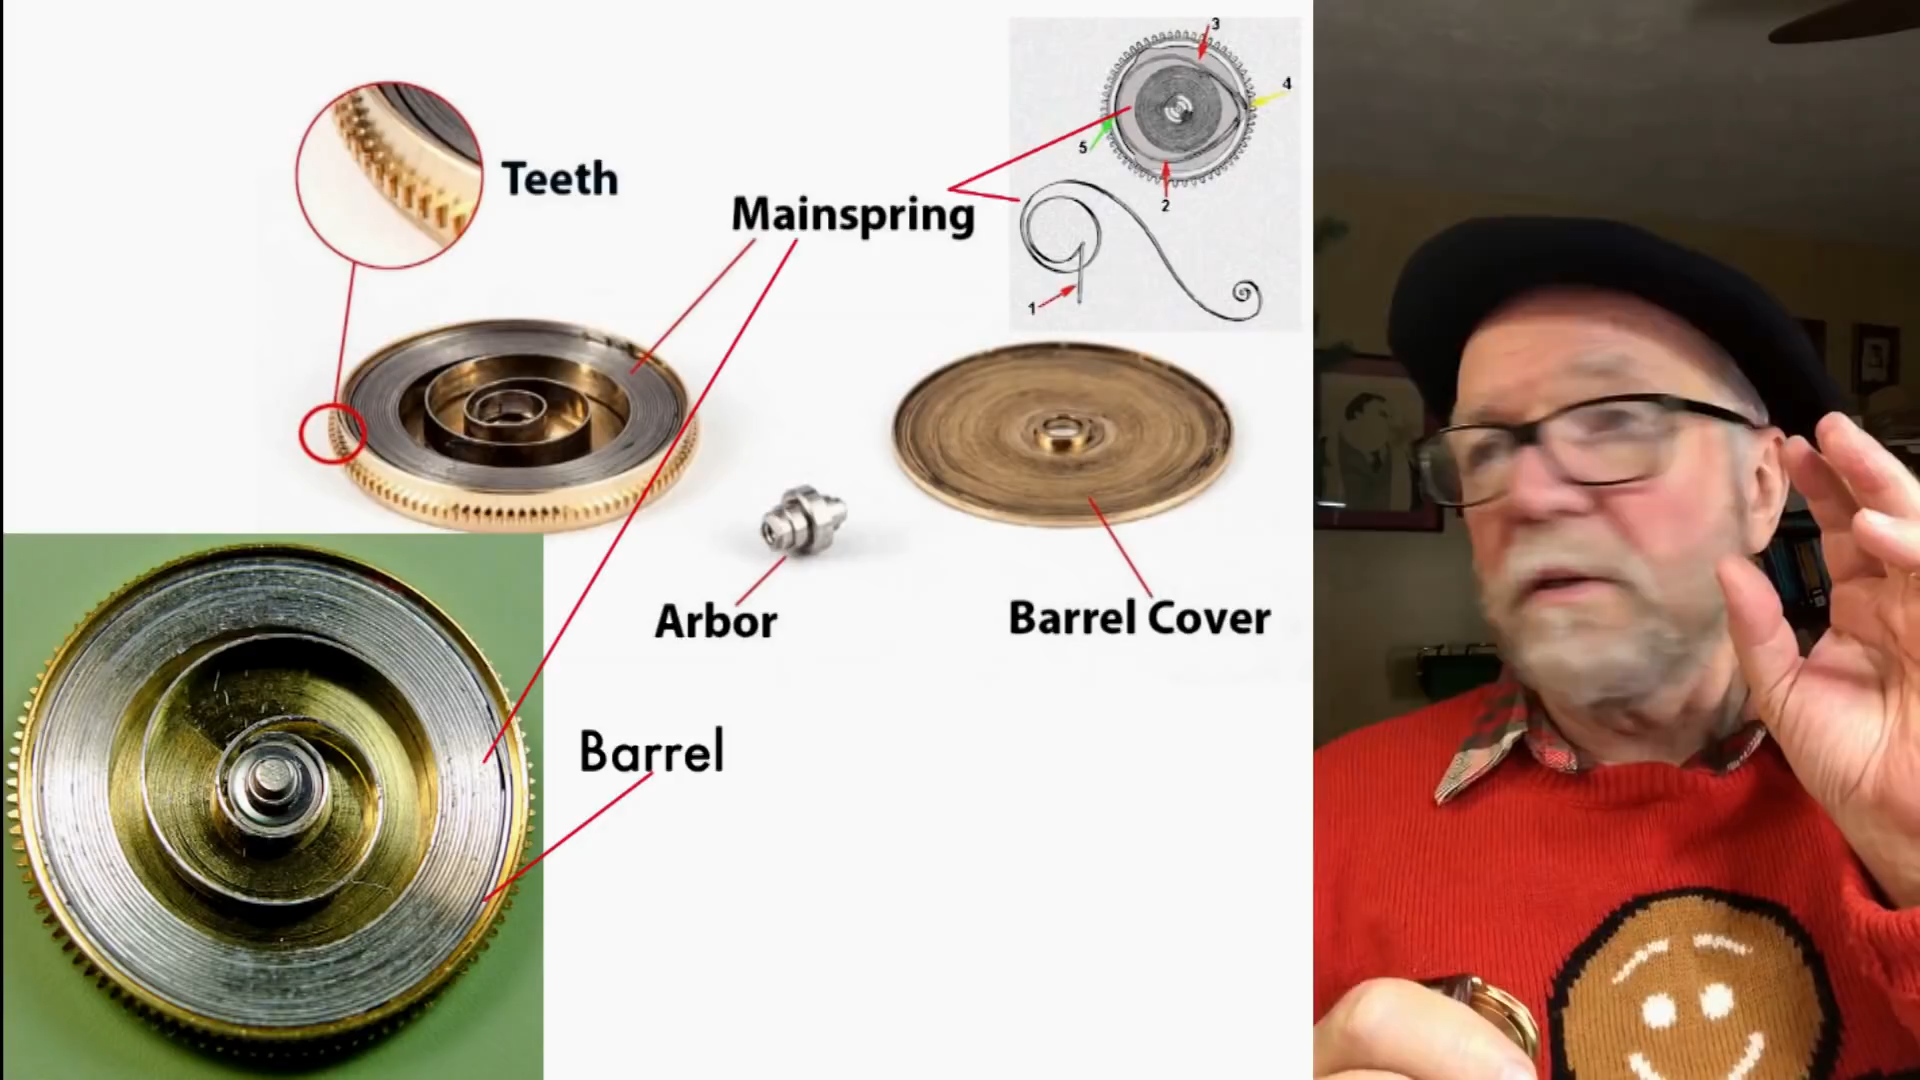 3
4
Teeth
5
Mainspring
2
1
Arbor
Barrel Cover
Barrel